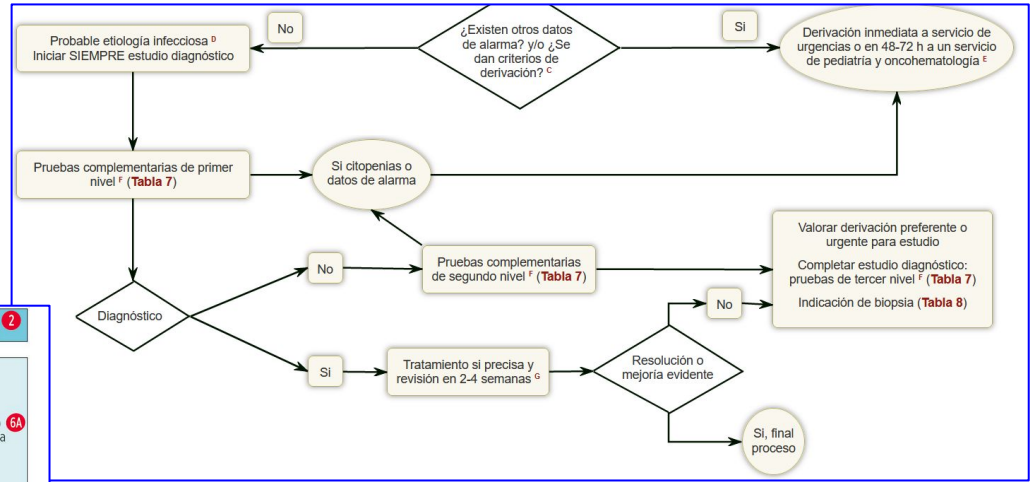 No
¿Existen otros datos
de alarma? y/o ¿Se
dan criterios de
derivación? C
Si
Probable etiología infecciosa D
Iniciar SIEMPRE estudio diagnóstico
Derivación inmediata a servicio de
urgencias o en 48-72 h a un servicio
de pediatría y oncohematología E
Pruebas complementarias de primer
nivel F (Tabla 7)
Si citopenias o
datos de alarma
No
Pruebas complementarias
de segundo nivel F (Tabla 7)
Valorar derivación preferente o
urgente para estudio
Completar estudio diagnóstico:
pruebas de tercer nivel F (Tabla 7)
Indicación de biopsia (Tabla 8)
Diagnóstico
No
Si
Tratamiento si precisa y
revisión en 2-4 semanas G
Resolución o
mejoría evidente
Si, final
proceso
2
6A
a